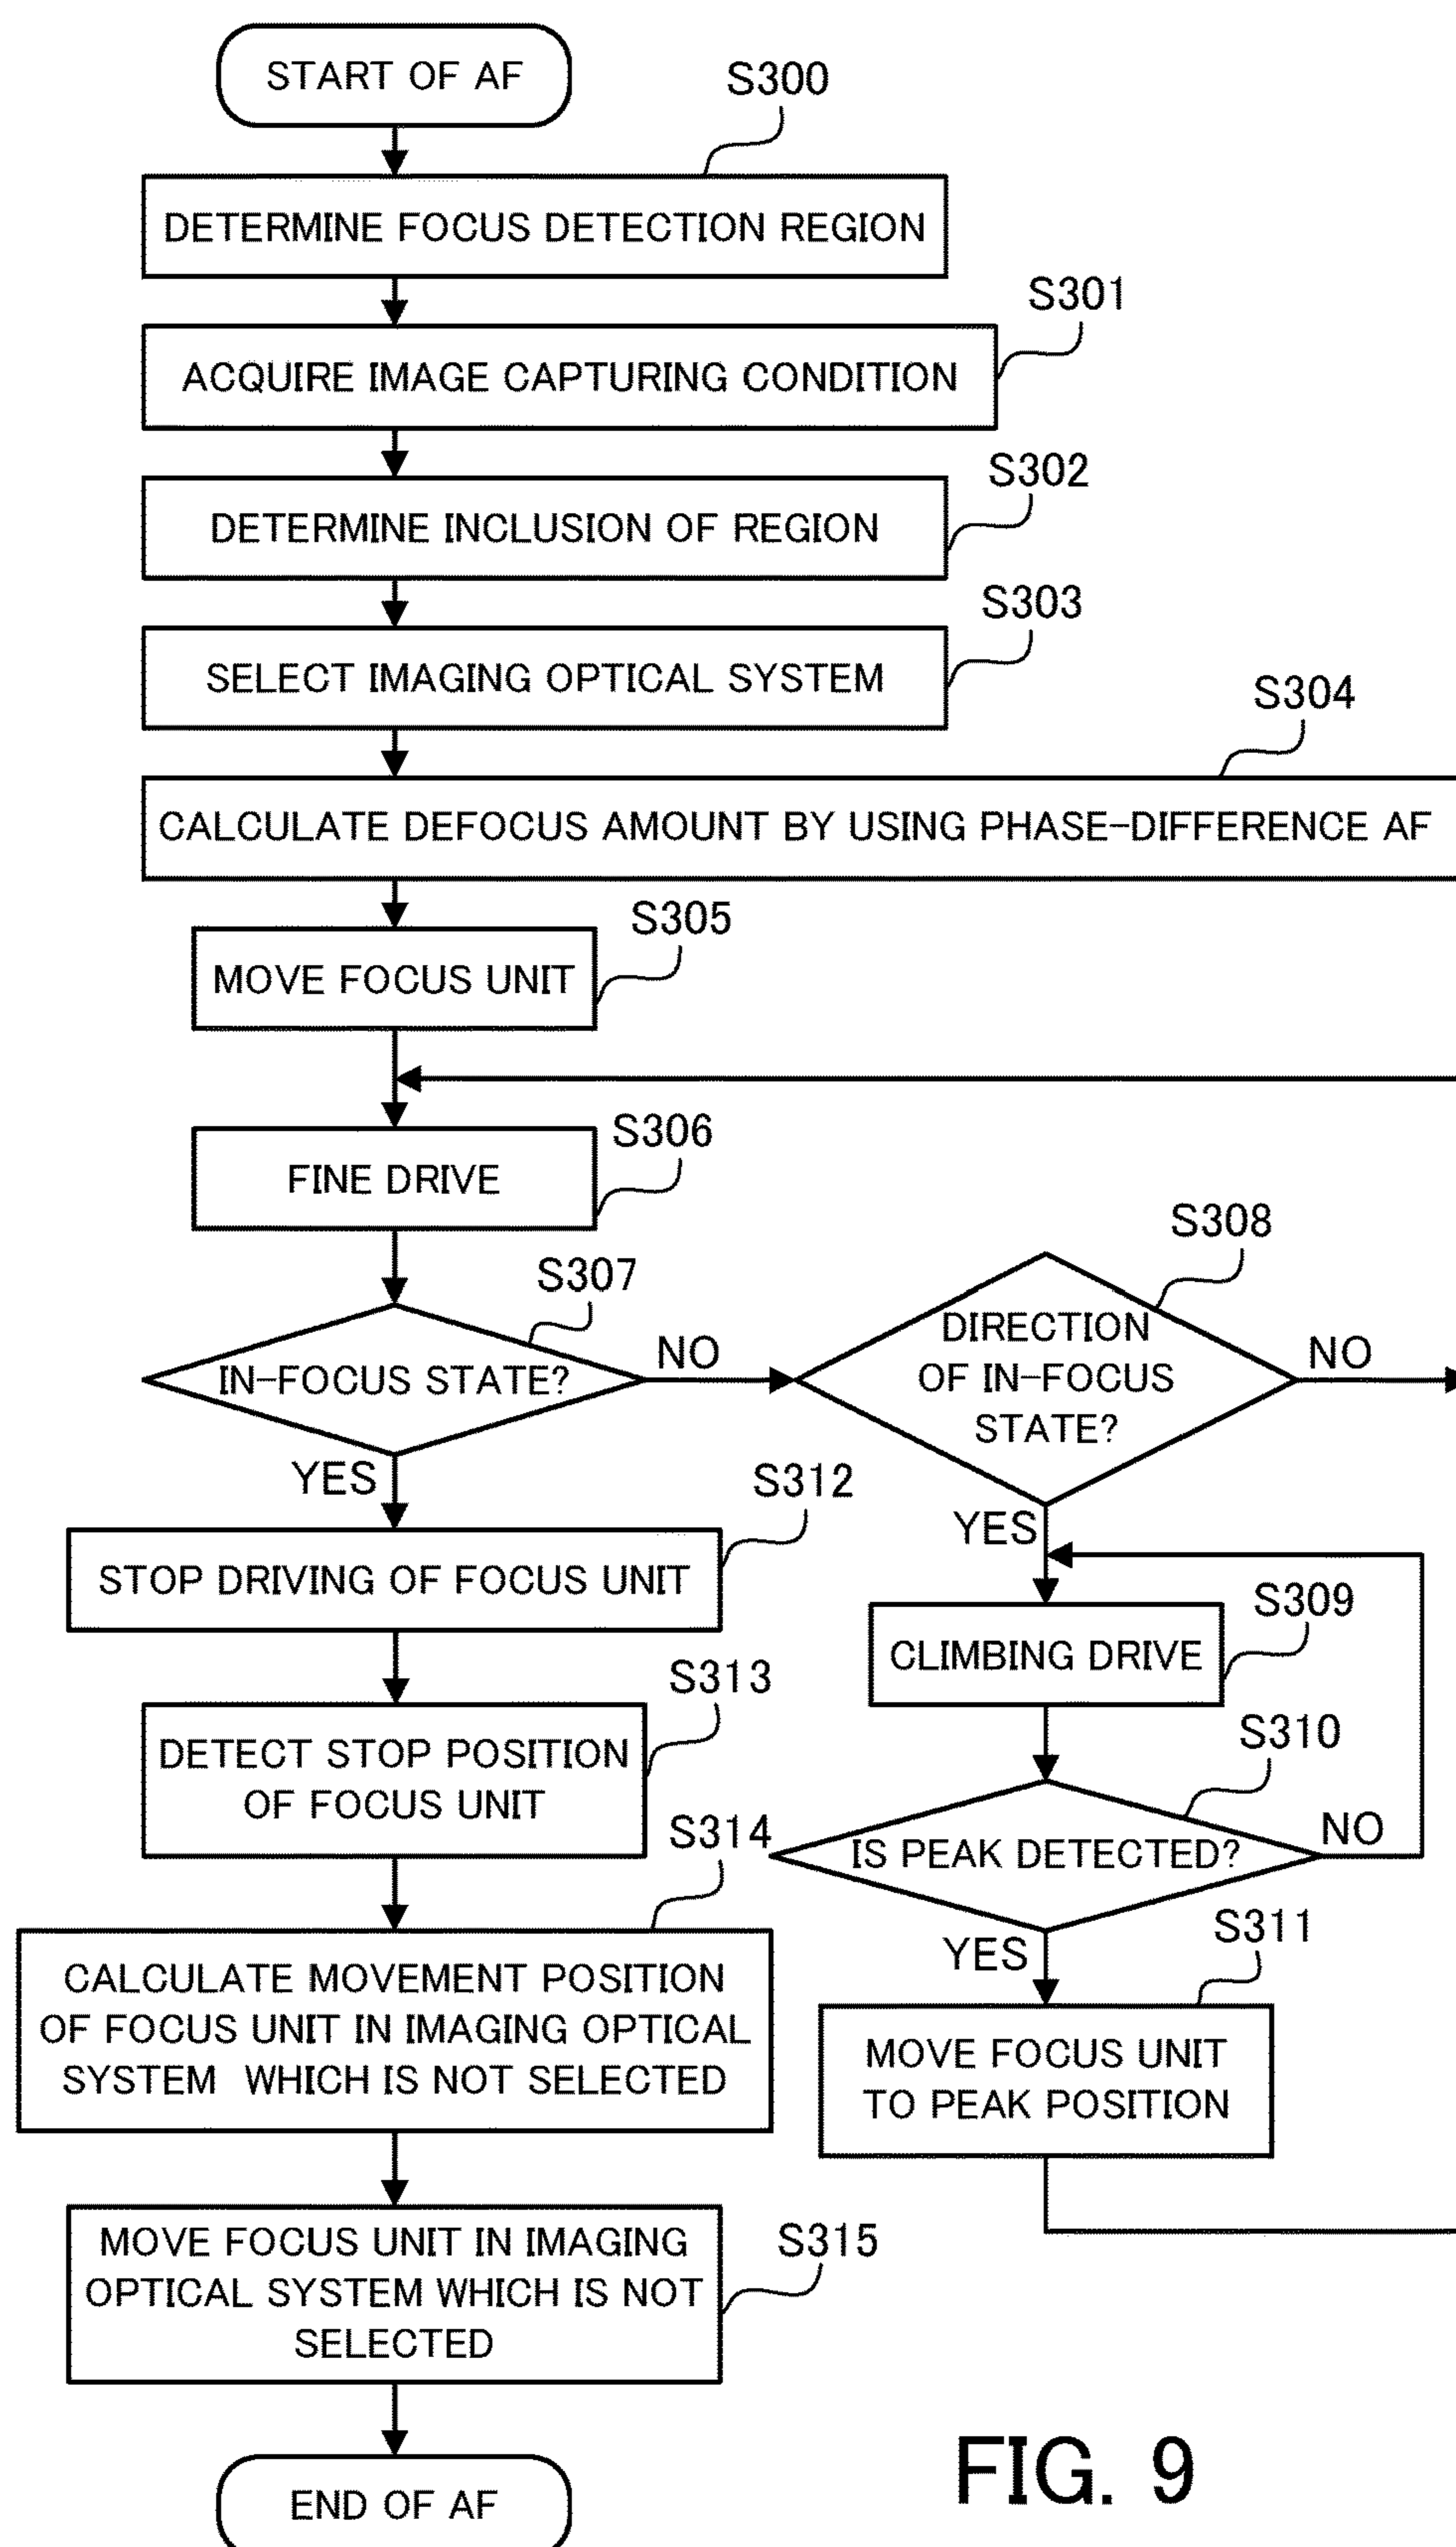 START OF AF
S300
DETERMINE FOCUS DETECTION REGION
S301
ACQUIRE IMAGE CAPTURING CONDITION
S302
DETERMINE INCLUSION OF REGION
S303
SELECT IMAGING OPTICAL SYSTEM
S304
CALCULATE DEFOCUS AMOUNT BY USING PHASE-DIFFERENCE AF
S305
MOVE FOCUS UNIT
S306
FINE DRIVE
S307
IN-FOCUS STATE?
NO
S308
DIRECTION
OF IN-FOCUS
STATE?
NO
YES
S309
CLIMBING DRIVE
S310
IS PEAK DETECTED?
NO
YES
S311
MOVE FOCUS UNIT
TO PEAK POSITION
YES
S312
STOP DRIVING OF FOCUS UNIT
S313
DETECT STOP POSITION
OF FOCUS UNIT
S314
CALCULATE MOVEMENT POSITION
OF FOCUS UNIT IN IMAGING OPTICAL
SYSTEM WHICH IS NOT SELECTED
S315
MOVE FOCUS UNIT IN IMAGING
OPTICAL SYSTEM WHICH IS NOT
SELECTED
END OF AF
FIG. 9